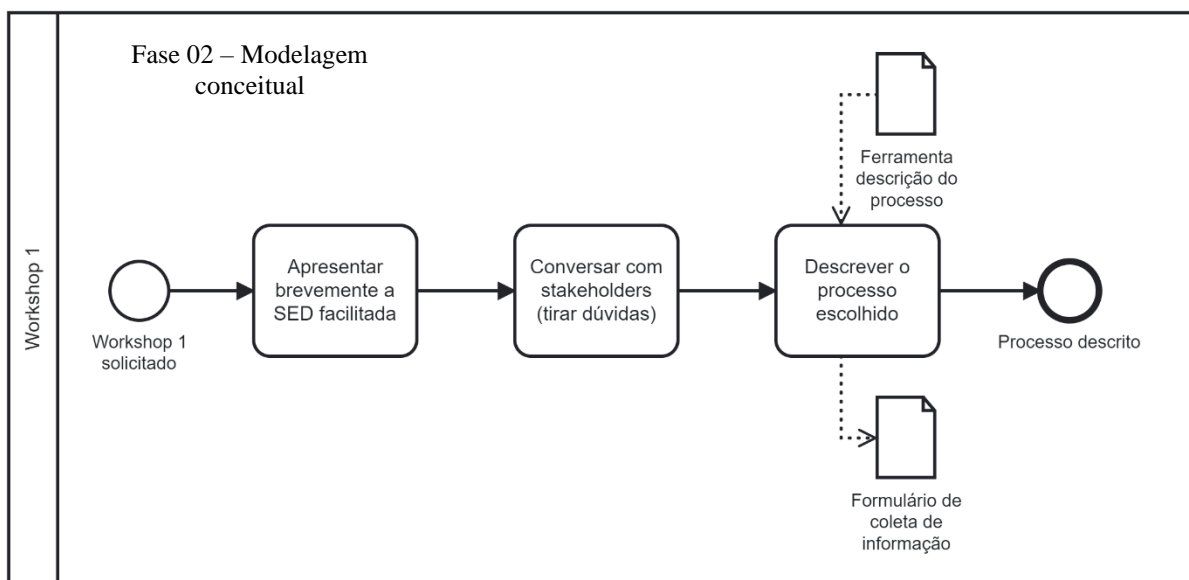 Fase 02 – Modelagem
conceitual
Workshop 1
Workshop 1
solicitado
Apresentar
brevemente a
SED facilitada
Conversar com
stakeholders
(tirar dúvidas)
Ferramenta
descrição do
processo
Descrever o
processo
escolhido
Formulário de
coleta de
informação
Processo descrito